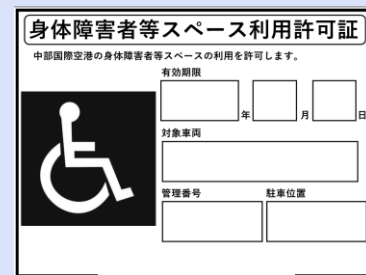 身体障害者等スペース利用許可証
中部国際空港の身体障害者等スペースの利用を許可します。
有効期限
年 月 日
対象車両
管理番号 駐車位置